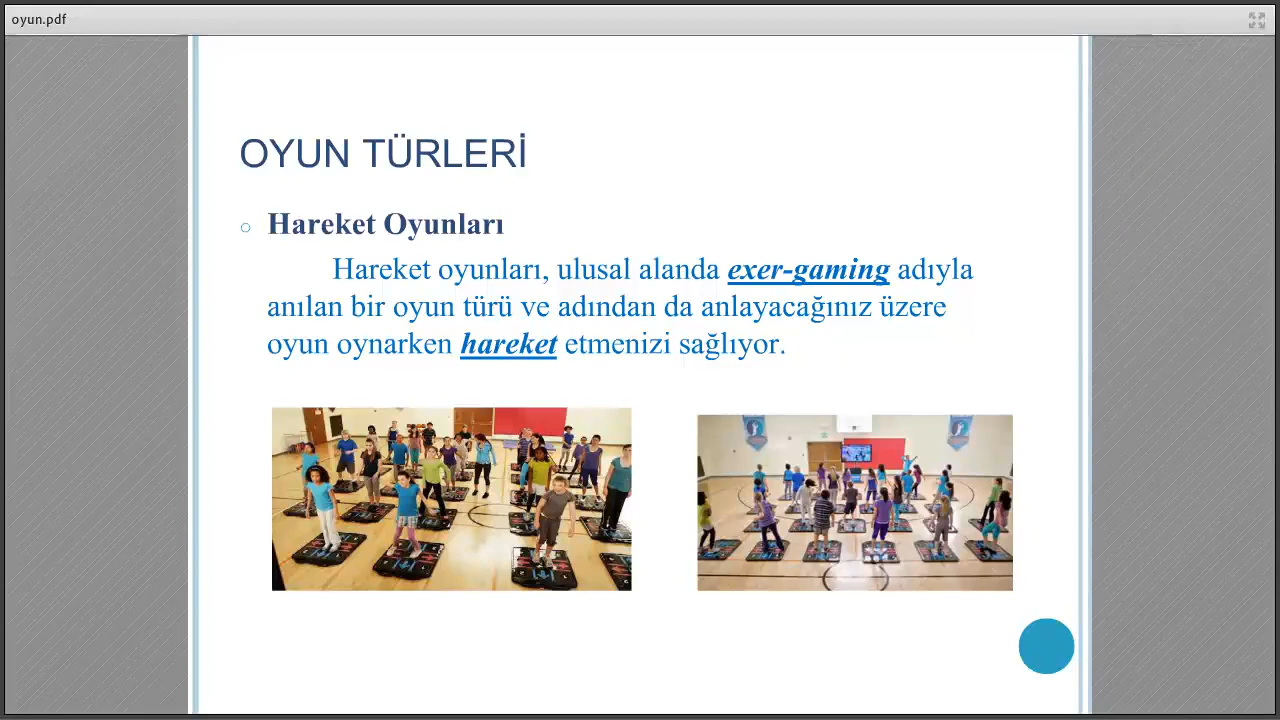 oyun.pdf
OYUN TÜRLERİ
Hareket Oyunları
Hareket oyunları, ulusal alanda exer-gaming adıyla
anılan bir oyun türü ve adından da anlayacağınız üzere
oyun oynarken hareket etmenizi sağlıyor.